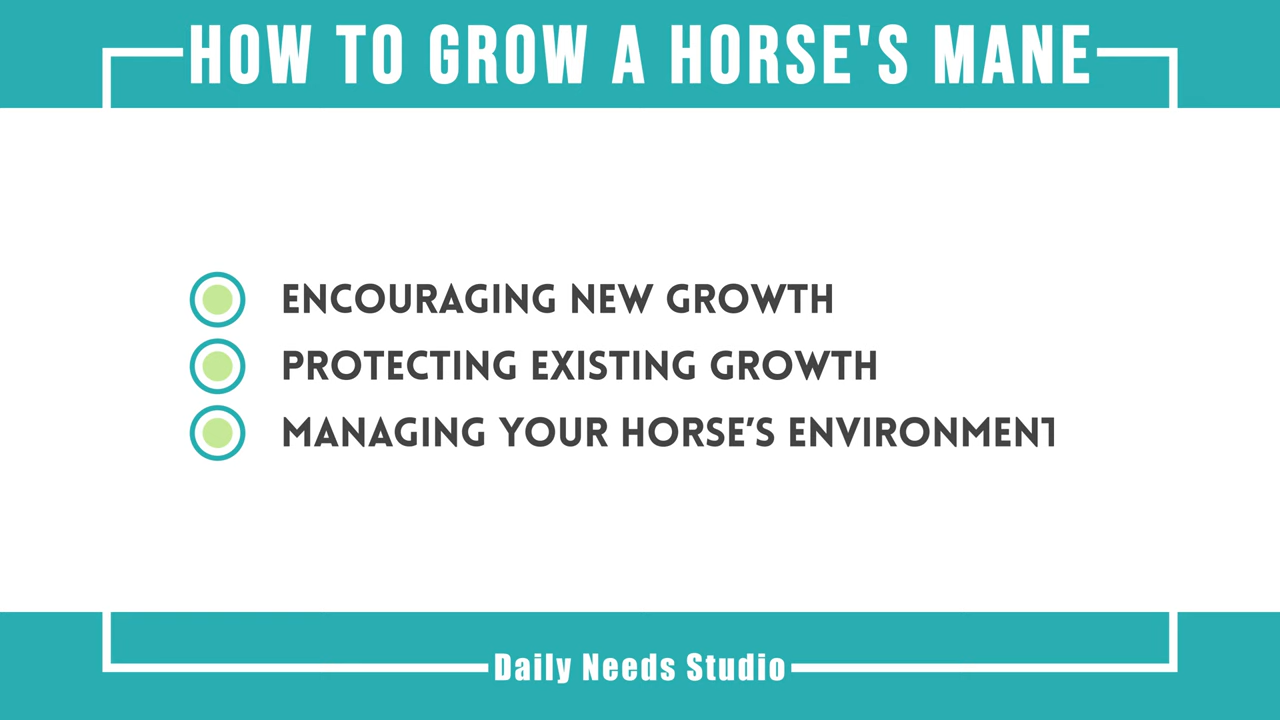 HOW TO GROW A HORSE'S MANE
ENCOURAGING NEW GROWTH
PROTECTING EXISTING GROWTH
MANAGING YOUR HORSE’S ENVIRONMENT
Daily Needs Studio